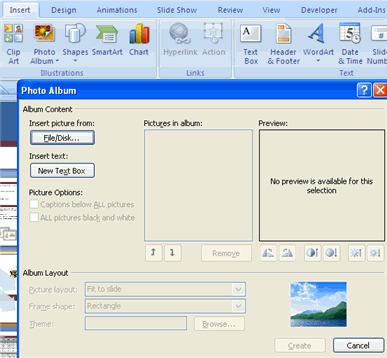 Insert Design Animations Slide Show Review View Developer Add-Ins
Clip Art Photo Album Shapes SmartArt Chart Hyperlink Action Text Box Header & Footer WordArt Date & Time Slide
Illustrations Links Text
Photo Album
Album Content
Insert picture from: Pictures in album: Preview:
File/Disk...
Insert text:
New Text Box
No preview is available for this
selection
Picture Options:
Captions below ALL pictures
ALL pictures black and white
Remove
Album Layout
Picture layout: Fit to slide
Frame shape: Rectangle
Theme: Browse...
Create Cancel